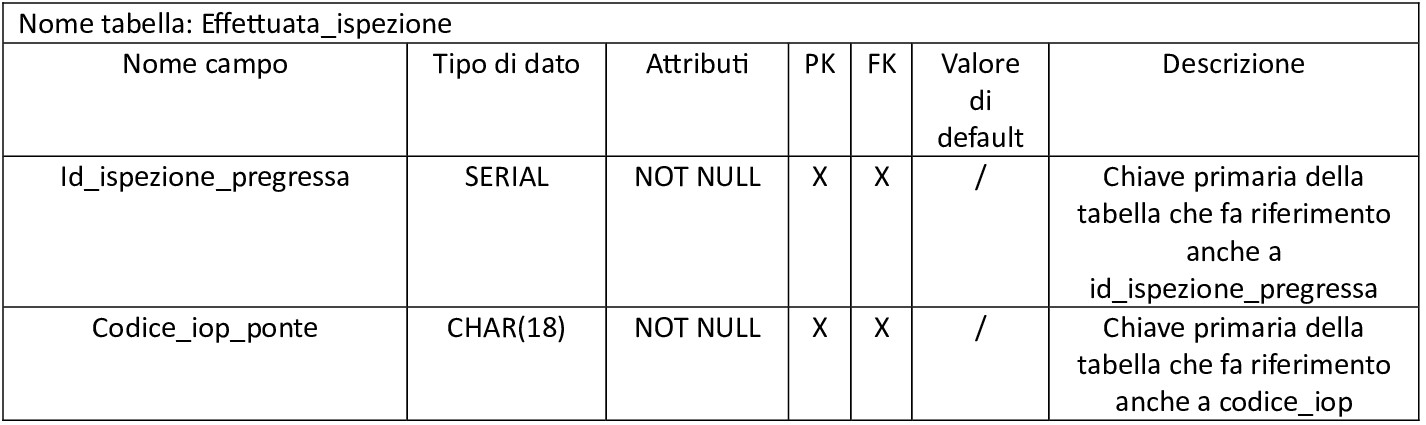 Nome tabella: Effettuata_ispezione
Nome campo Tipo di dato Attributi PK FK Valore di default Descrizione
Id_ispezione_pregressa SERIAL NOT NULL X X / Chiave primaria della tabella che fa riferimento anche a id_ispezione_pregressa
Codice_iop_ponte CHAR(18) NOT NULL X X / Chiave primaria della tabella che fa riferimento anche a codice_iop